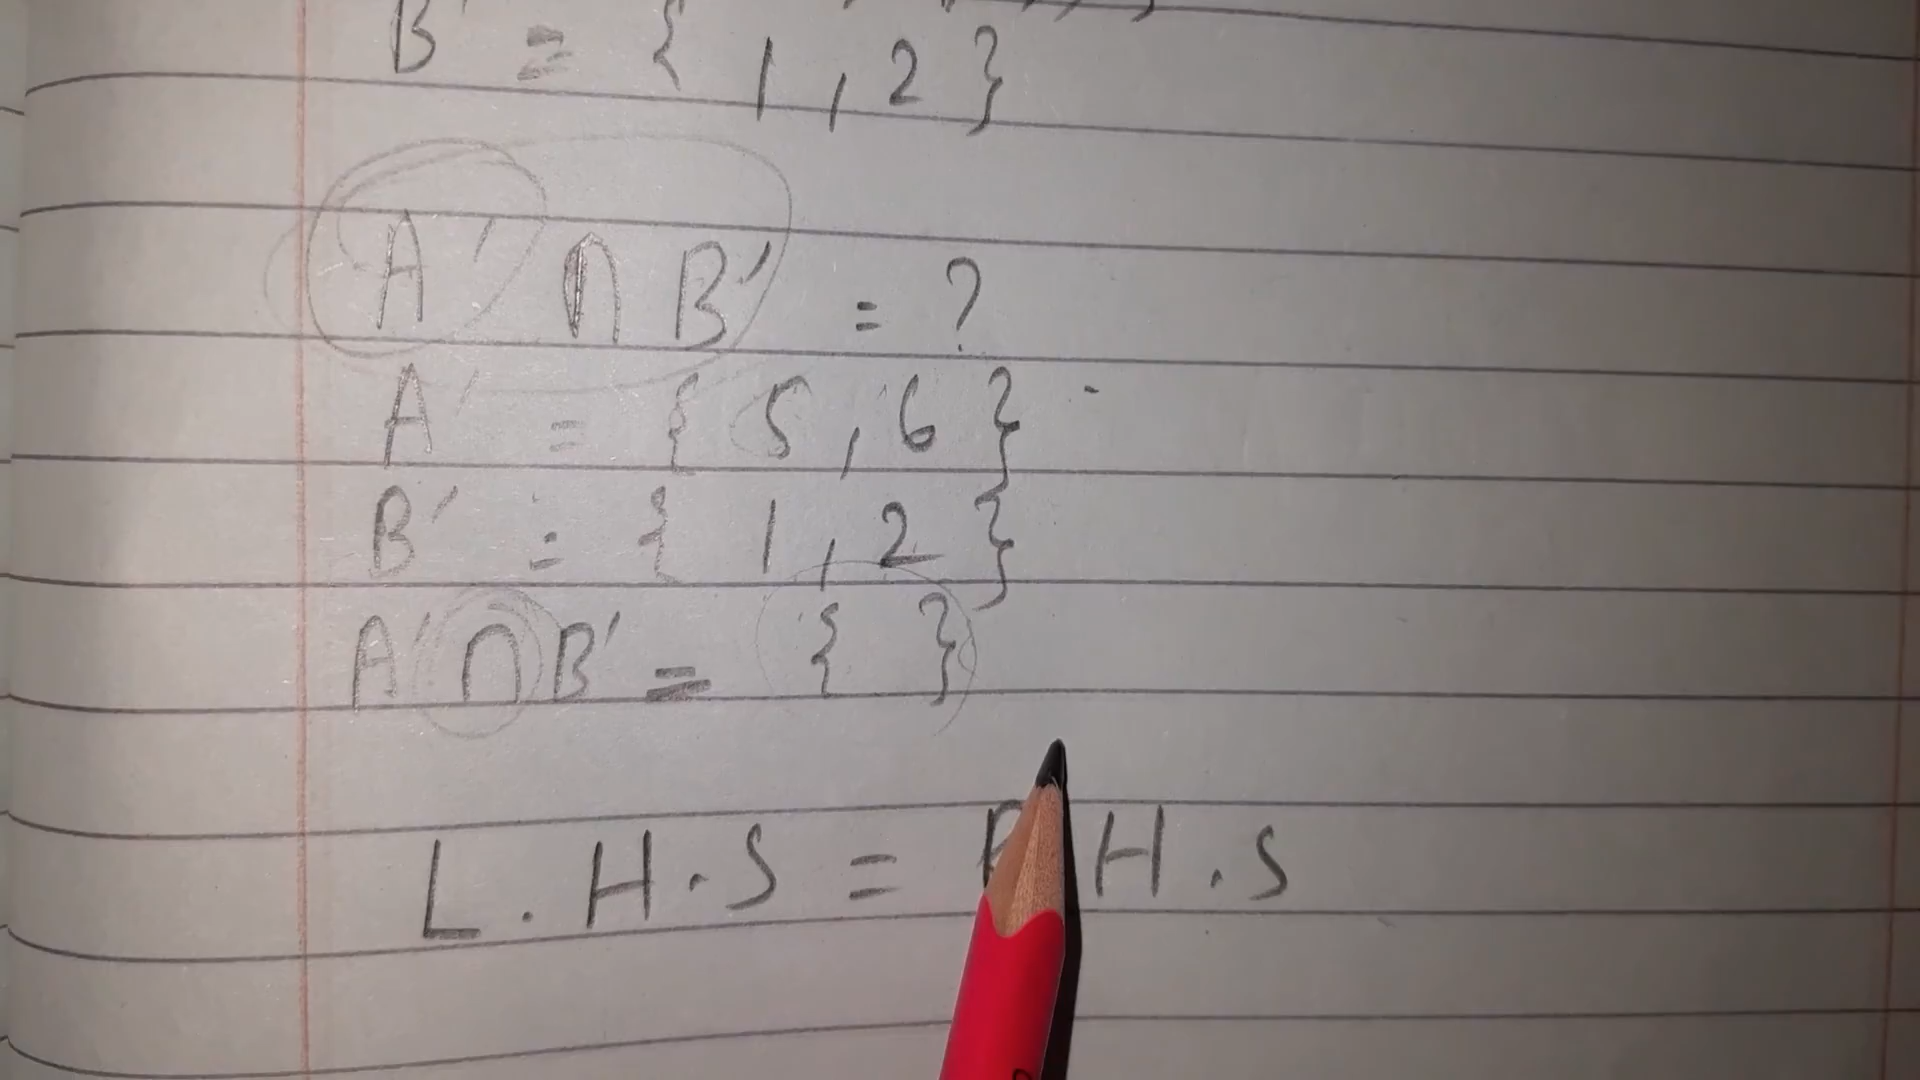 B' = { 1, 2 }
A' ∩ B' = ?
A' = { 5, 6 }
B' = { 1, 2 }
A' ∩ B' = { }
L.H.S = R.H.S